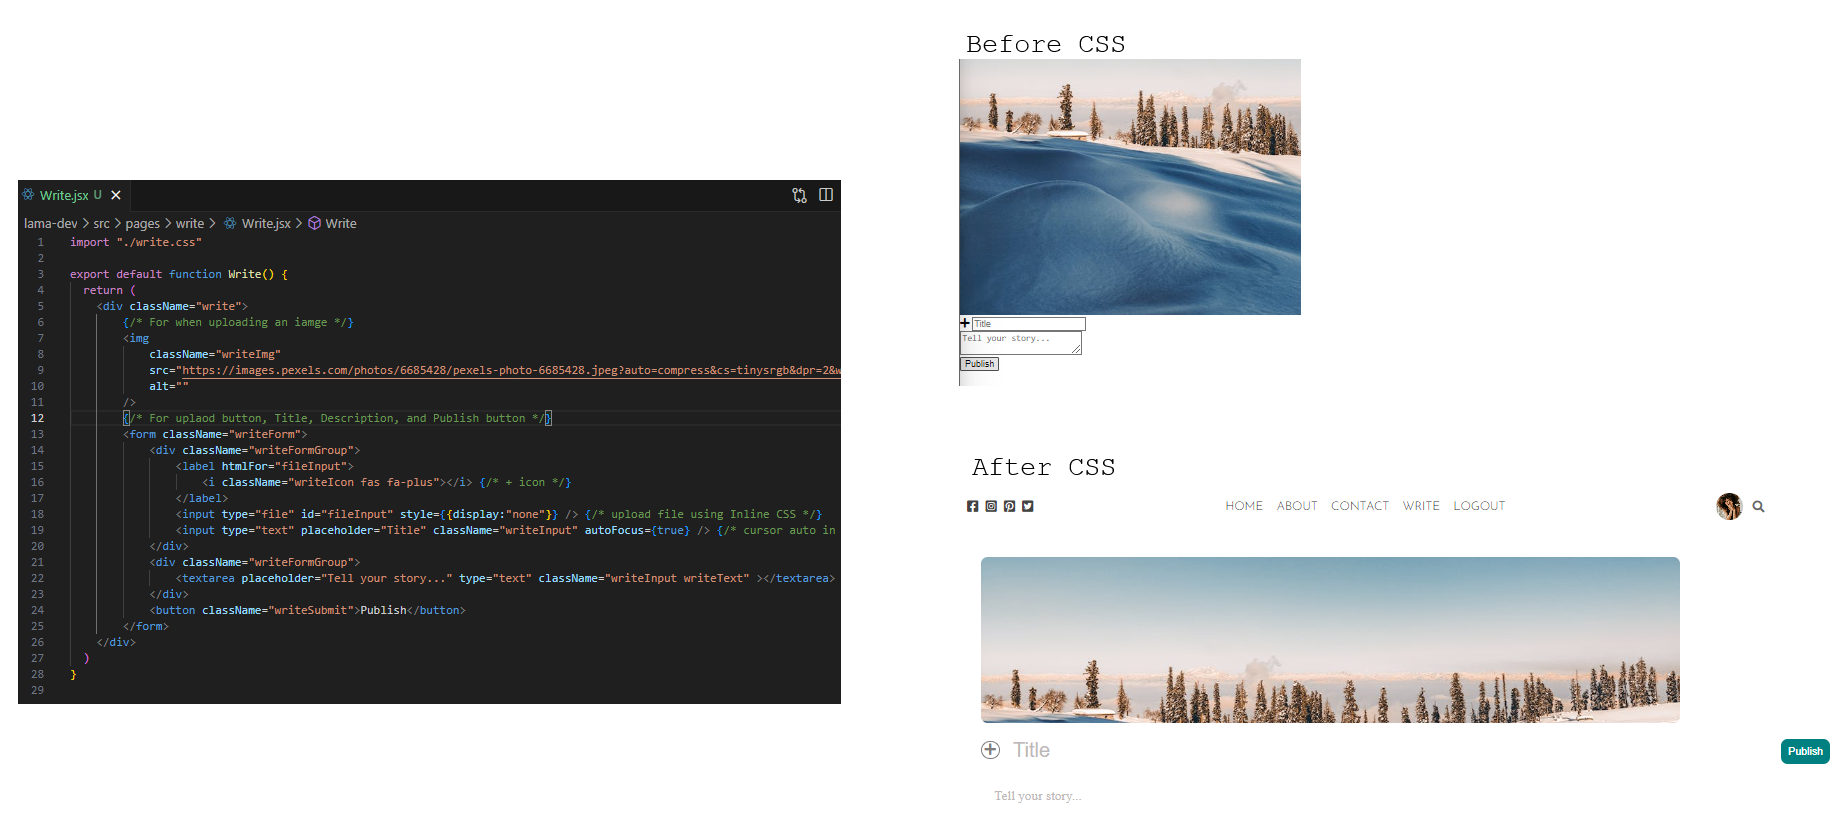 Write.jsx U
lama-dev > src > pages > write > Write.jsx > Write
1 import "./write.css"
2
3 export default function Write() {
4 return (
5 <div className="write">
6 {/* For when uploading an iamge */}
7 <img
8 className="writeImg"
9 src="https://images.pexels.com/photos/6685428/pexels-photo-6685428.jpeg?auto=compress&cs=tinysrgb&dpr=2&w
10 alt=""
11 />
12 {/* For uplaod button, Title, Description, and Publish button */}
13 <form className="writeForm">
14 <div className="writeFormGroup">
15 <label htmlFor="fileInput">
16 <i className="writeIcon fas fa-plus"></i> {/* + icon */}
17 </label>
18 <input type="file" id="fileInput" style={{display:"none"}} /> {/* upload file using Inline CSS */}
19 <input type="text" placeholder="Title" className="writeInput" autoFocus={true} /> {/* cursor auto in
20 </div>
21 <div className="writeFormGroup">
22 <textarea placeholder="Tell your story..." type="text" className="writeInput writeText" ></textarea>
23 </div>
24 <button className="writeSubmit">Publish</button>
25 </form>
26 </div>
27 )
28 }
29
Before CSS
Title
Tell your story...
Publish
After CSS
HOME ABOUT CONTACT WRITE LOGOUT
Title
Publish
Tell your story...